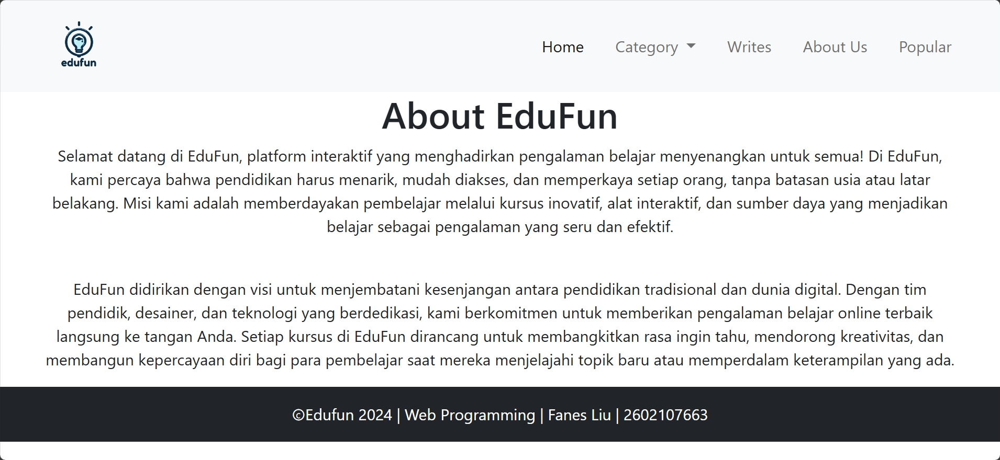 edufun
Home Category Writes About Us Popular
About EduFun
Selamat datang di EduFun, platform interaktif yang menghadirkan pengalaman belajar menyenangkan untuk semua! Di EduFun,
kami percaya bahwa pendidikan harus menarik, mudah diakses, dan memperkaya setiap orang, tanpa batasan usia atau latar
belakang. Misi kami adalah memberdayakan pembelajar melalui kursus inovatif, alat interaktif, dan sumber daya yang menjadikan
belajar sebagai pengalaman yang seru dan efektif.
EduFun didirikan dengan visi untuk menjembatani kesenjangan antara pendidikan tradisional dan dunia digital. Dengan tim
pendidik, desainer, dan teknologi yang berdedikasi, kami berkomitmen untuk memberikan pengalaman belajar online terbaik
langsung ke tangan Anda. Setiap kursus di EduFun dirancang untuk membangkitkan rasa ingin tahu, mendorong kreativitas, dan
membangun kepercayaan diri bagi para pembelajar saat mereka menjelajahi topik baru atau memperdalam keterampilan yang ada.
©Edufun 2024 | Web Programming | Fanes Liu | 2602107663